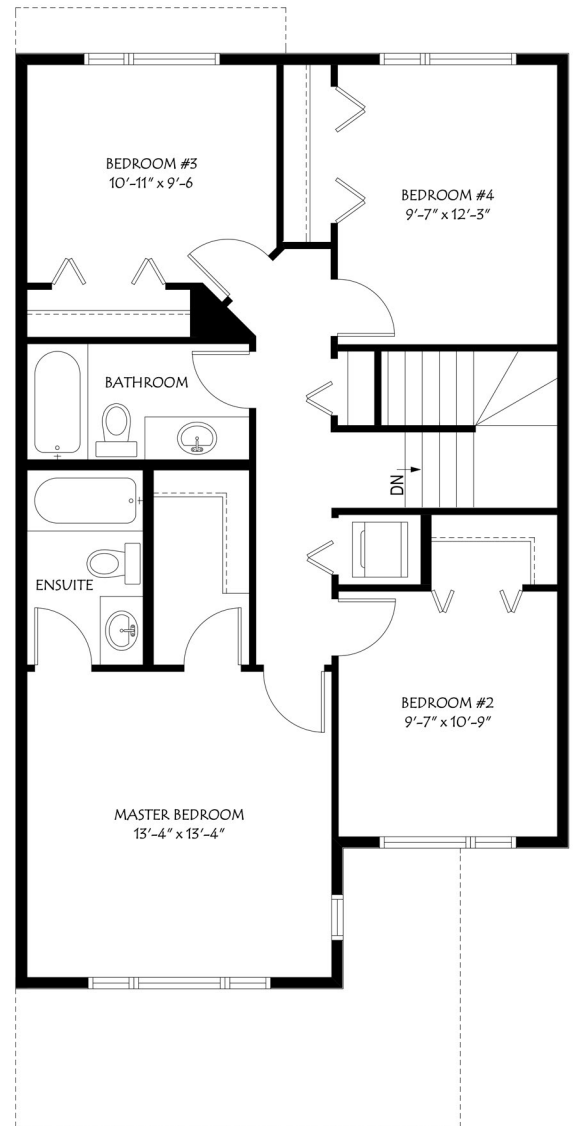 BEDROOM #3
10'-11" x 9'-6
BEDROOM #4
9'-7" x 12'-3"
BATHROOM
DN
ENSUITE
BEDROOM #2
9'-7" x 10'-9"
MASTER BEDROOM
13'-4" x 13'-4"